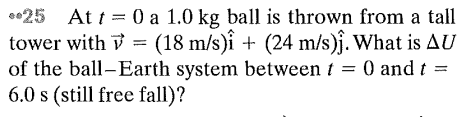 ••25 At t = 0 a 1.0 kg ball is thrown from a tall
tower with v⃗ = (18 m/s)î + (24 m/s)ĵ. What is ΔU
of the ball–Earth system between t = 0 and t =
6.0 s (still free fall)?